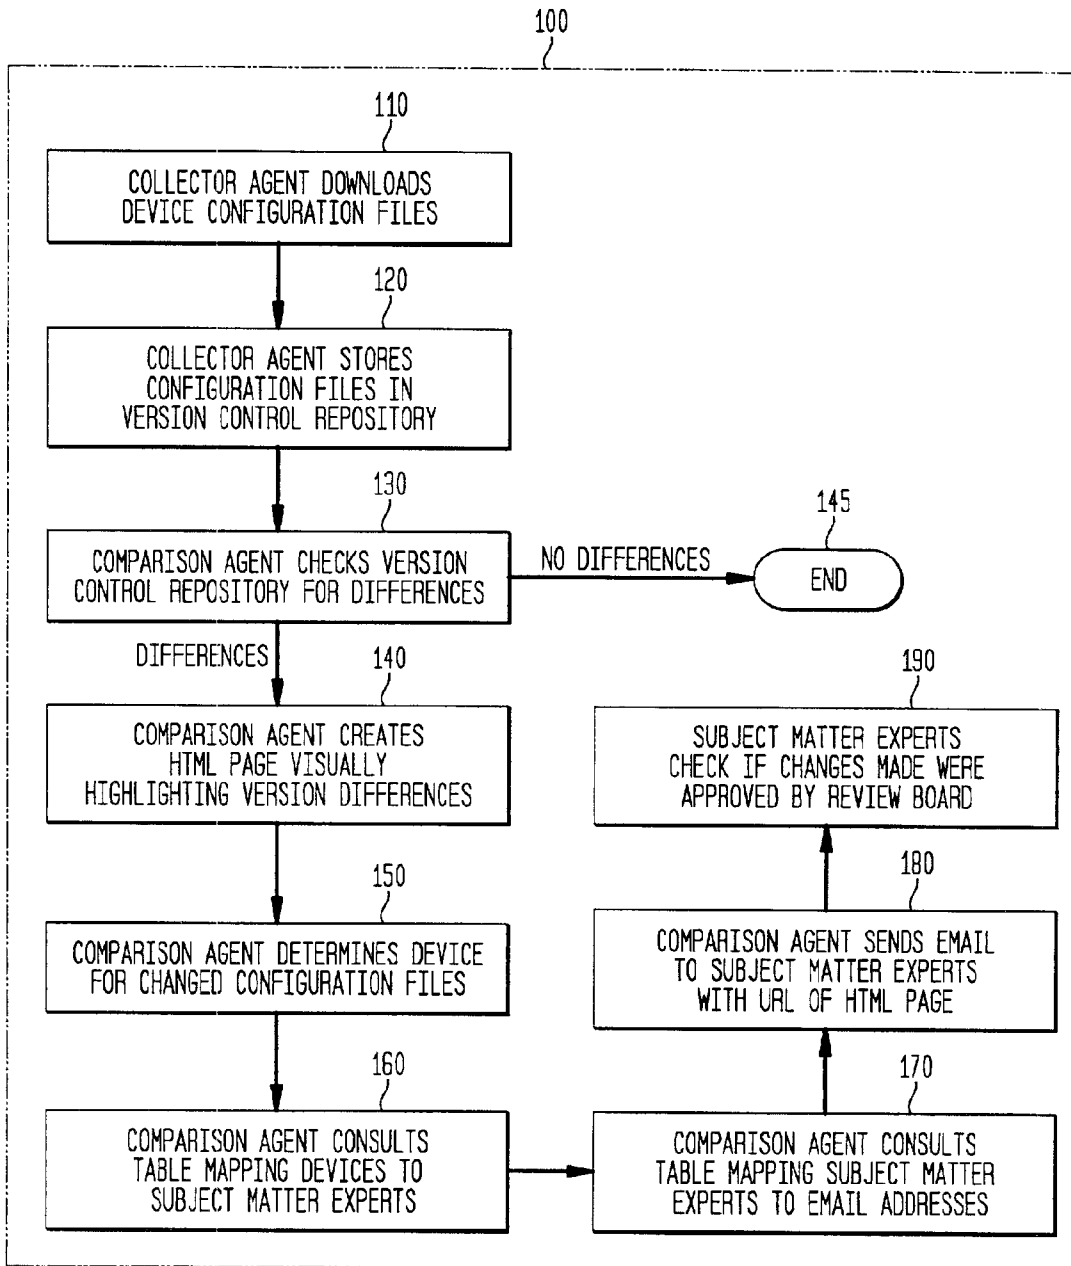 100
110
COLLECTOR AGENT DOWNLOADS
DEVICE CONFIGURATION FILES
120
COLLECTOR AGENT STORES
CONFIGURATION FILES IN
VERSION CONTROL REPOSITORY
130
COMPARISON AGENT CHECKS VERSION
CONTROL REPOSITORY FOR DIFFERENCES
NO DIFFERENCES
145
END
DIFFERENCES
140
COMPARISON AGENT CREATES
HTML PAGE VISUALLY
HIGHLIGHTING VERSION DIFFERENCES
150
COMPARISON AGENT DETERMINES DEVICE
FOR CHANGED CONFIGURATION FILES
160
COMPARISON AGENT CONSULTS
TABLE MAPPING DEVICES TO
SUBJECT MATTER EXPERTS
170
COMPARISON AGENT CONSULTS
TABLE MAPPING SUBJECT MATTER
EXPERTS TO EMAIL ADDRESSES
180
COMPARISON AGENT SENDS EMAIL
TO SUBJECT MATTER EXPERTS
WITH URL OF HTML PAGE
190
SUBJECT MATTER EXPERTS
CHECK IF CHANGES MADE WERE
APPROVED BY REVIEW BOARD